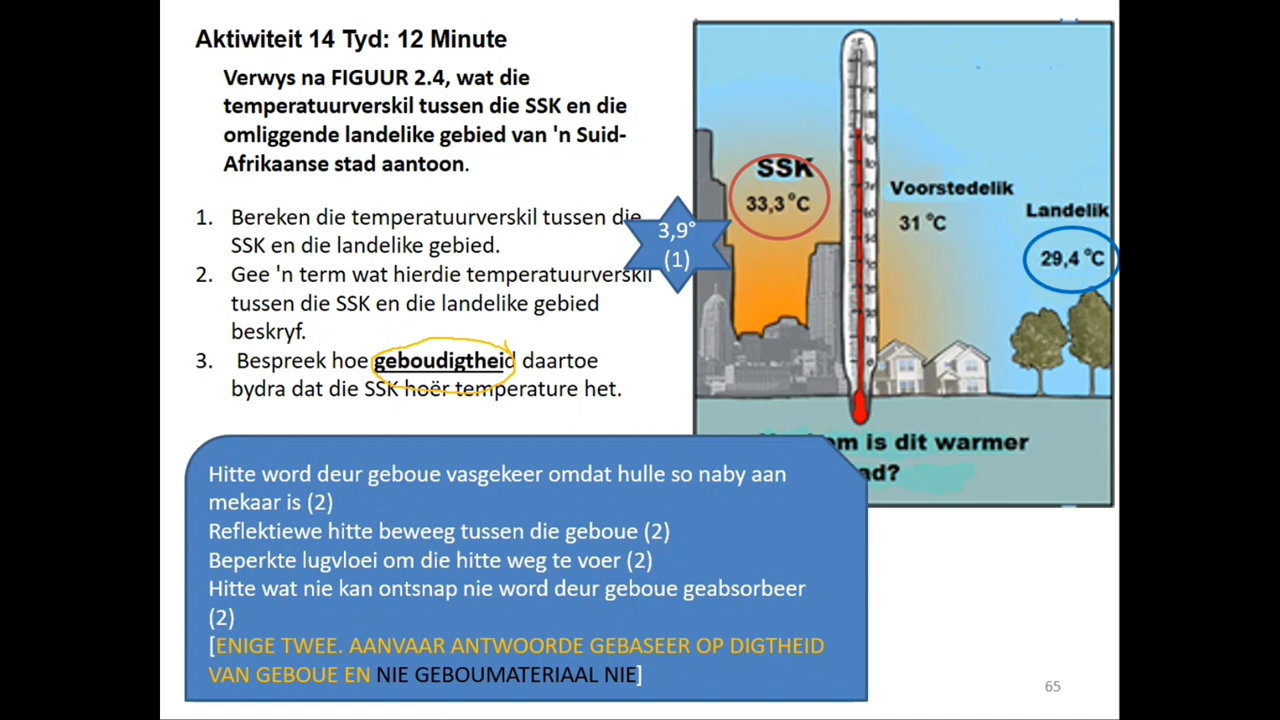 Aktiwiteit 14 Tyd: 12 Minute
Verwys na FIGUUR 2.4, wat die
temperatuurverskil tussen die SSK en die
omliggende landelike gebied van 'n Suid-
Afrikaanse stad aantoon.
1. Bereken die temperatuurverskil tussen die
SSK en die landelike gebied.
2. Gee 'n term wat hierdie temperatuurverskil
tussen die SSK en die landelike gebied
beskryf.
3. Bespreek hoe geboudigtheid daartoe
bydra dat die SSK hoër temperature het.
3,9°
(1)
SSK
33,3 °C
Voorstedelik
31 °C
Landelik
29,4 °C
is dit warmer
Hitte word deur geboue vasgekeer omdat hulle so naby aan
mekaar is (2)
Reflektiewe hitte beweeg tussen die geboue (2)
Beperkte lugvloei om die hitte weg te voer (2)
Hitte wat nie kan ontsnap nie word deur geboue geabsorbeer
(2)
[ENIGE TWEE. AANVAAR ANTWOORDE GEBASEER OP DIGTHEID
VAN GEBOUE EN NIE GEBOUMATERIAAL NIE]
65